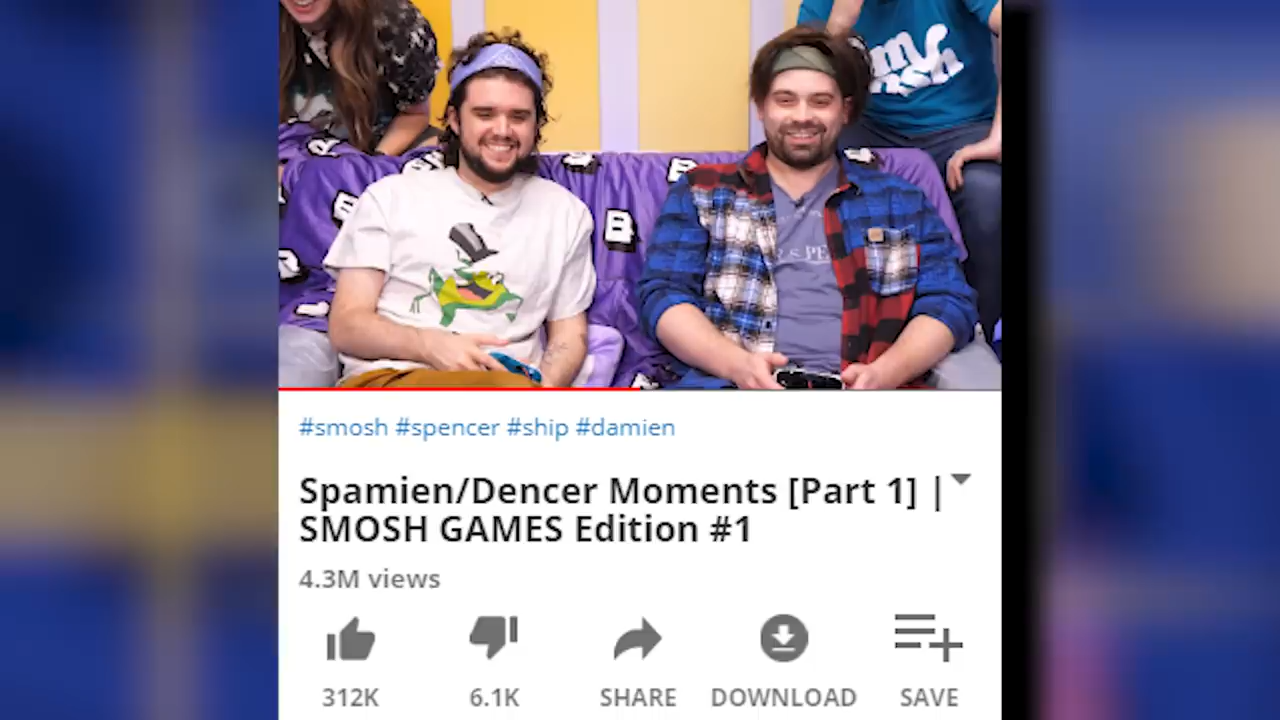 #smosh #spencer #ship #damien
Spamien/Dencer Moments [Part 1] |
SMOSH GAMES Edition #1
4.3M views
312K
6.1K
SHARE
DOWNLOAD
SAVE